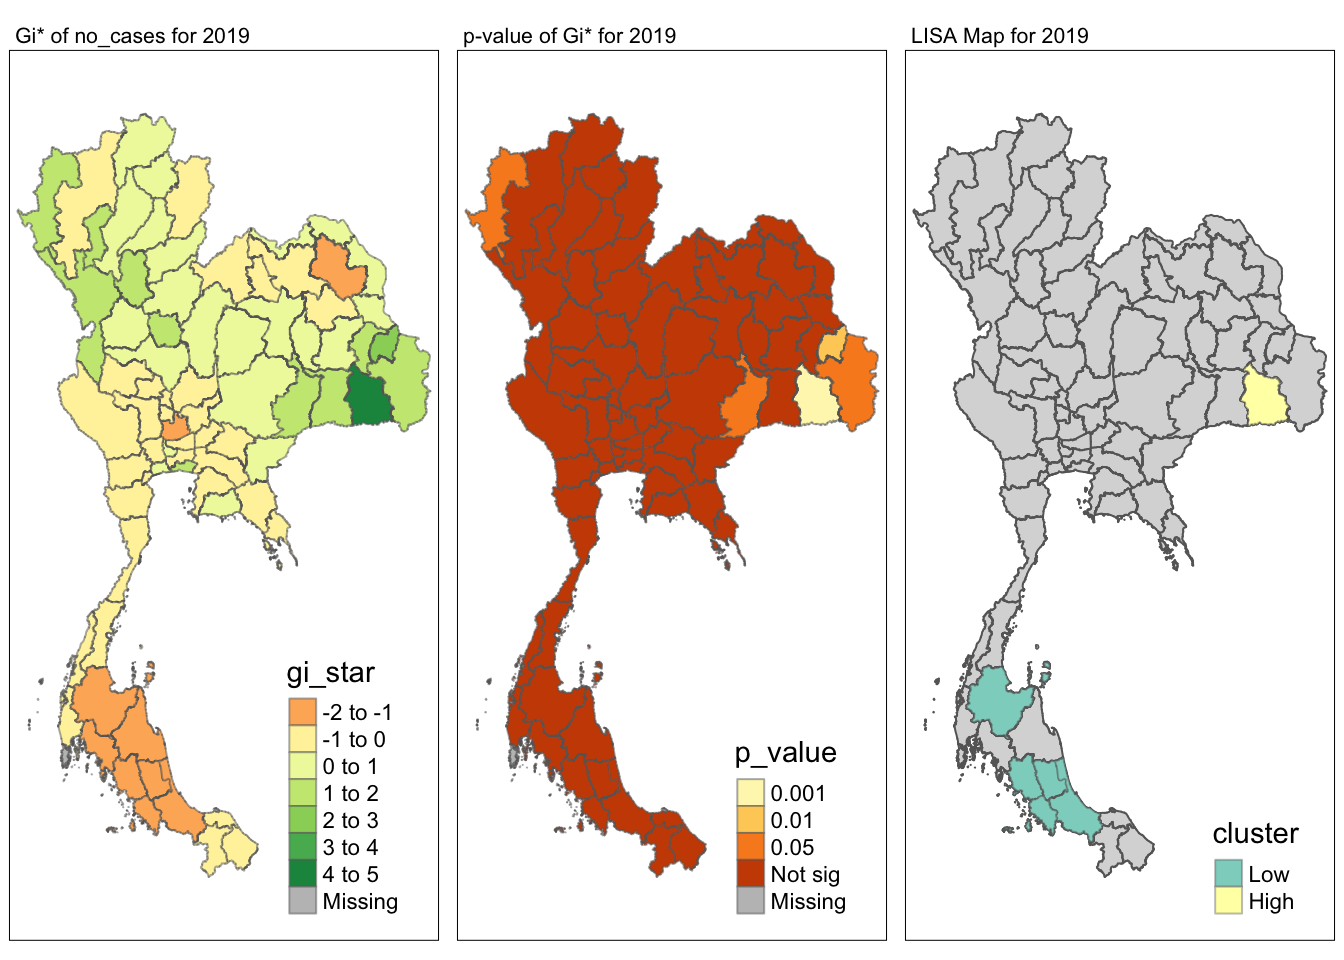 Gi* of no_cases for 2019
p-value of Gi* for 2019
LISA Map for 2019
gi_star
-2 to -1
-1 to 0
0 to 1
1 to 2
2 to 3
3 to 4
4 to 5
Missing
p_value
0.001
0.01
0.05
Not sig
Missing
cluster
Low
High